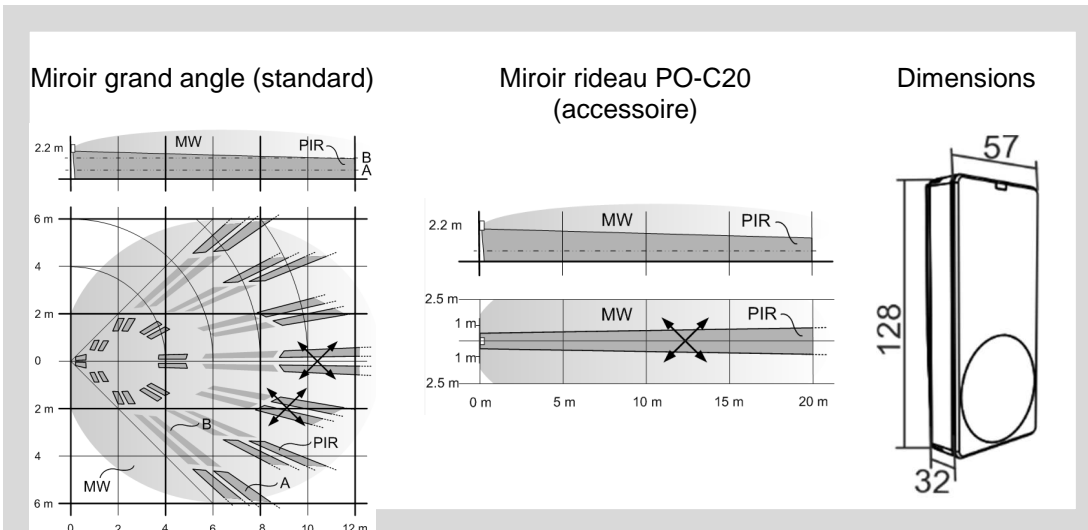 Miroir grand angle (standard)
2.2 m
MW
PIR
B
A
6 m
4
2 m
0
2 m
4
6 m
B
PIR
A
MW
0 2 4 6 8 10 12 m
Miroir rideau PO-C20
(accessoire)
2.2 m
MW
PIR
2.5 m
1 m
1 m
2.5 m
MW
PIR
0 m 5 m 10 m 15 m 20 m
Dimensions
57
128
32